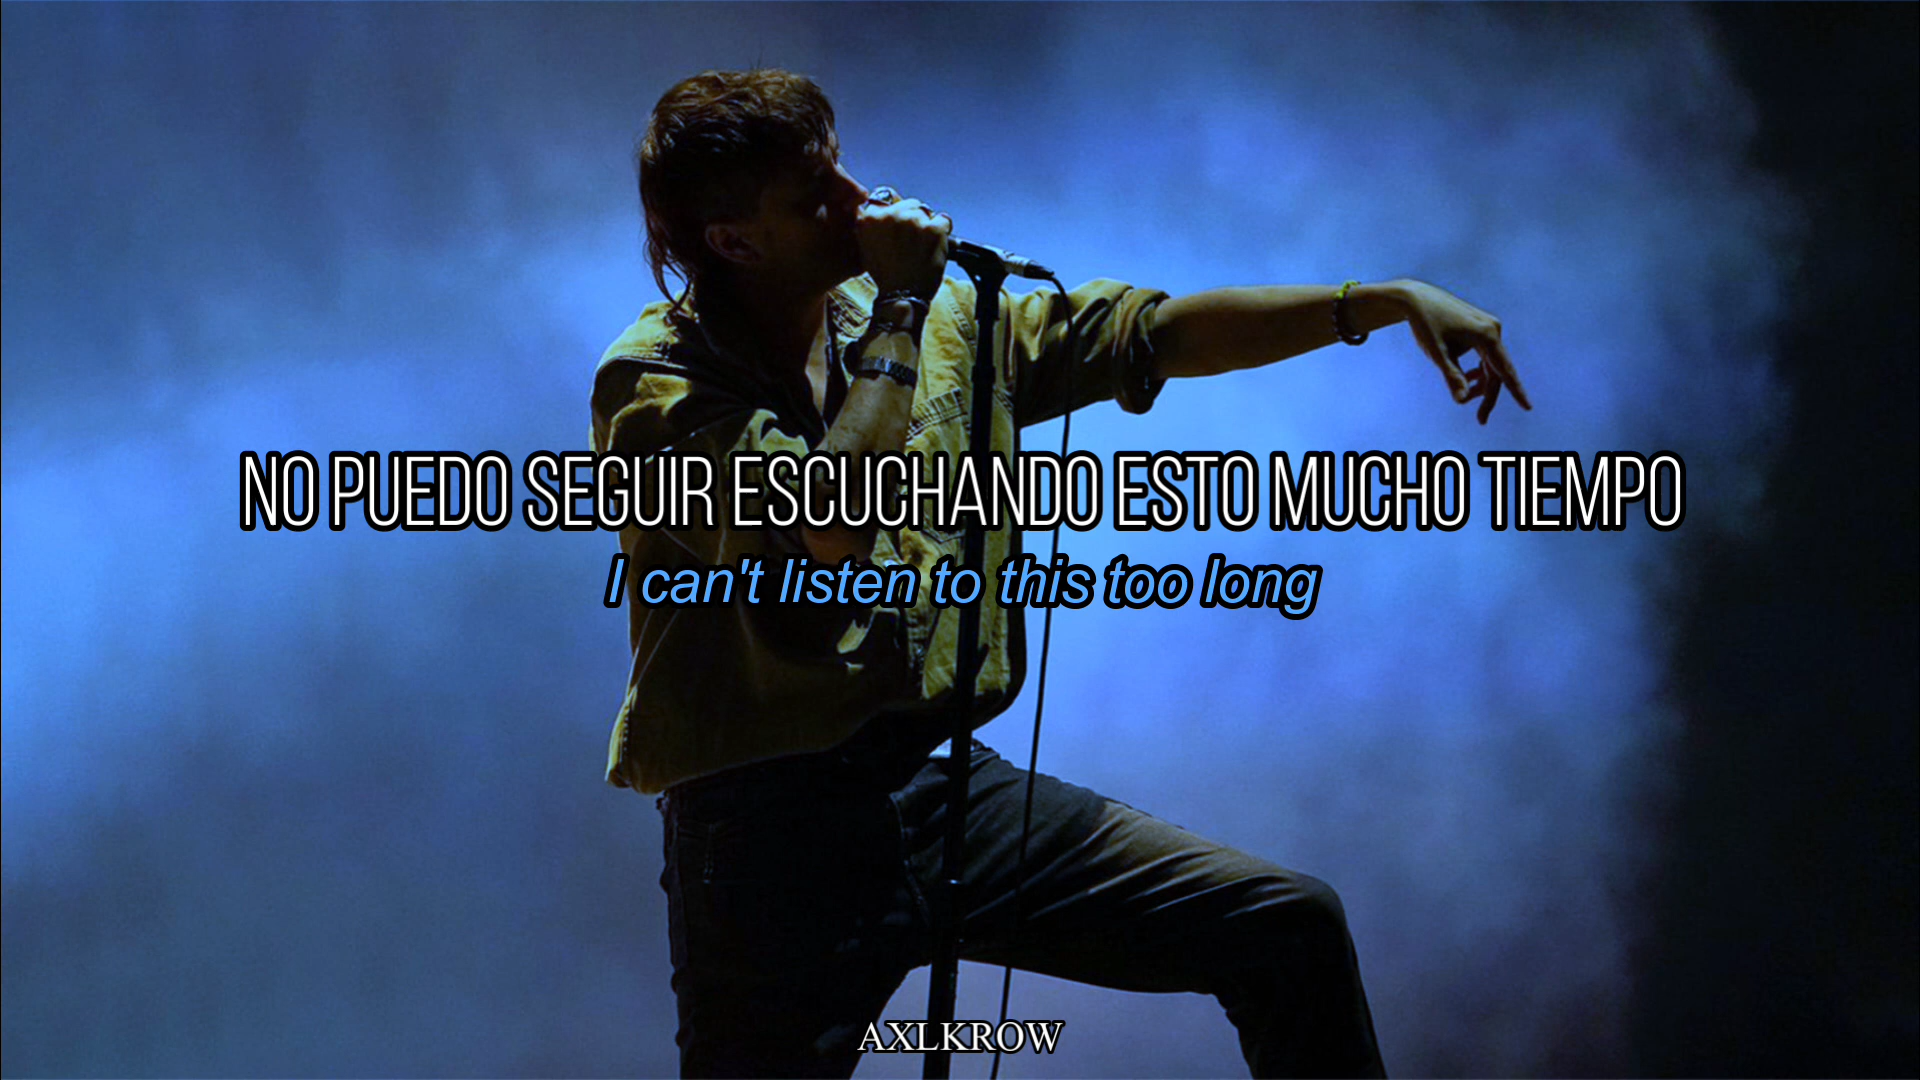 NO PUEDO SEGUIR ESCUCHANDO ESTO MUCHO TIEMPO
I can't listen to this too long
AXLKROW